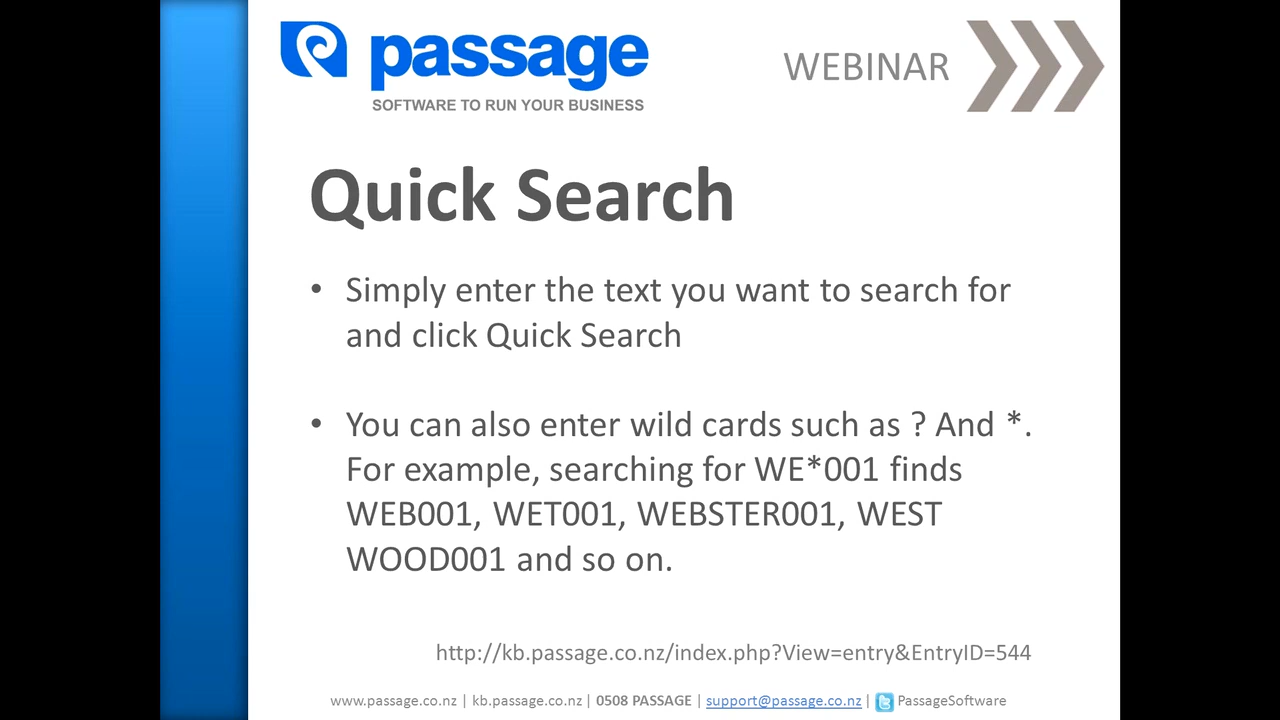 passage
SOFTWARE TO RUN YOUR BUSINESS
WEBINAR
Quick Search
• Simply enter the text you want to search for
and click Quick Search
• You can also enter wild cards such as ? And *.
For example, searching for WE*001 finds
WEB001, WET001, WEBSTER001, WEST
WOOD001 and so on.
http://kb.passage.co.nz/index.php?View=entry&EntryID=544
www.passage.co.nz | kb.passage.co.nz | 0508 PASSAGE | support@passage.co.nz | PassageSoftware